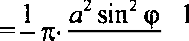 = 1/— π · a² sin² φ/— 1